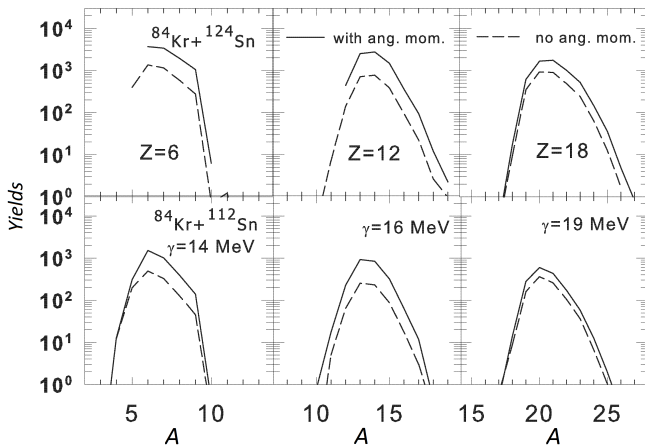 ⁸⁴Kr+¹²⁴Sn
with ang. mom.
no ang. mom.
10⁴
10³
10²
10¹
10⁰
Z=6
Z=12
Z=18
Yields
⁸⁴Kr+¹¹²Sn
γ=14 MeV
γ=16 MeV
γ=19 MeV
10⁴
10³
10²
10¹
10⁰
5 10 10 15 15 20 25
A A A